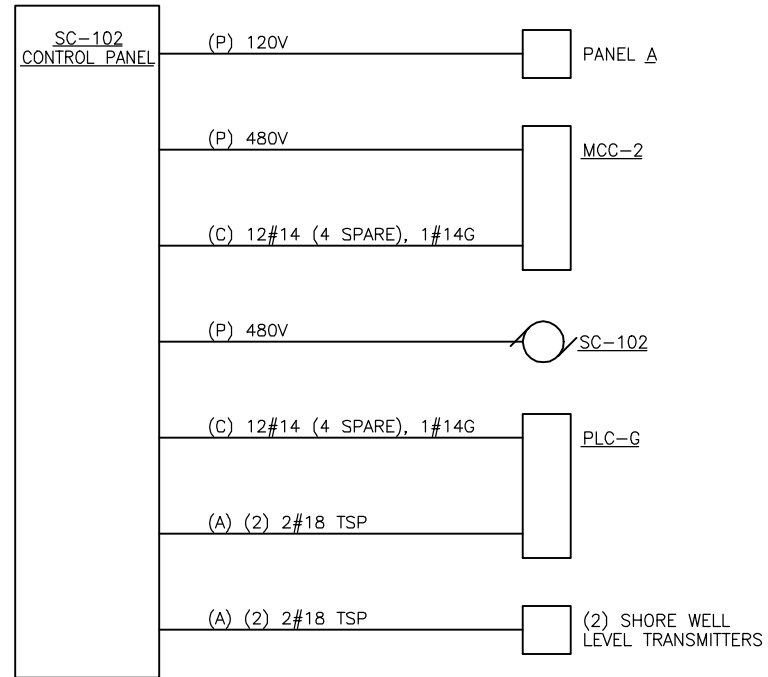 SC-102
CONTROL PANEL
(P) 120V
PANEL A
(P) 480V
MCC-2
(C) 12#14 (4 SPARE), 1#14G
(P) 480V
SC-102
(C) 12#14 (4 SPARE), 1#14G
PLC-G
(A) (2) 2#18 TSP
(A) (2) 2#18 TSP
(2) SHORE WELL
LEVEL TRANSMITTERS